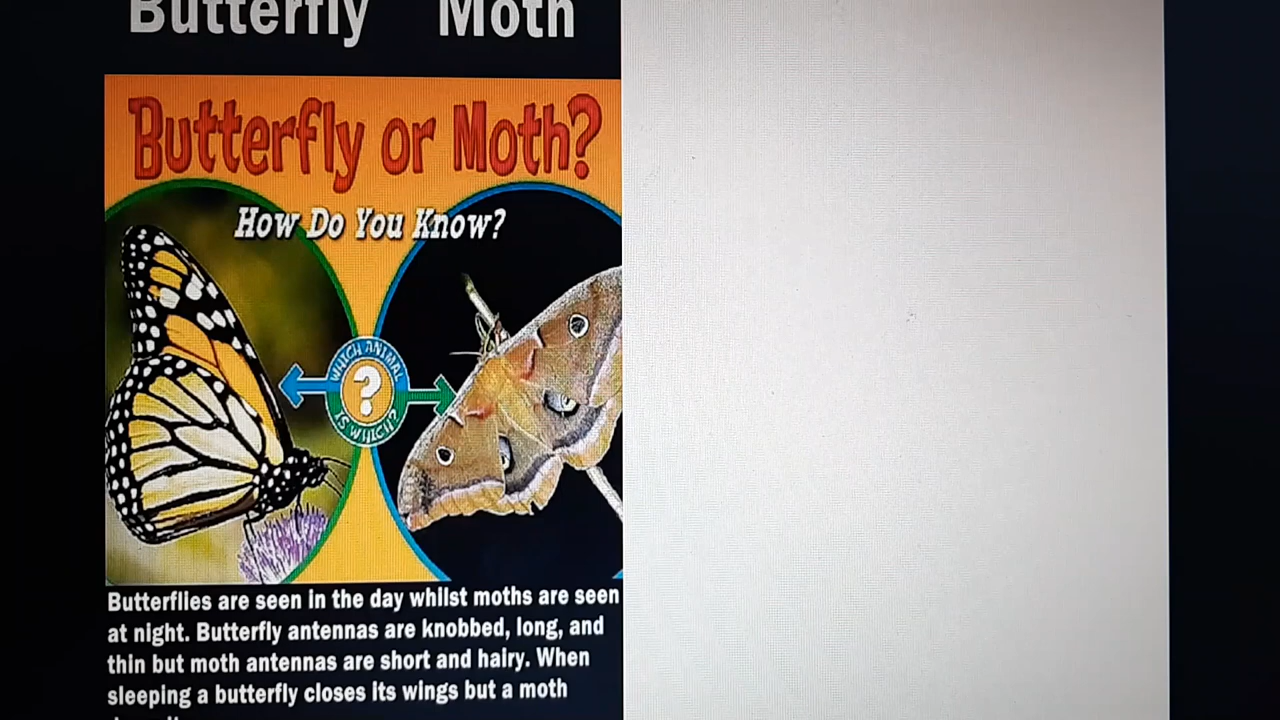 Butterfly Moth
Butterfly or Moth?
How Do You Know?
WHICH ANIMAL
?
IS WHICH?
Butterflies are seen in the day whilst moths are seen
at night. Butterfly antennas are knobbed, long, and
thin but moth antennas are short and hairy. When
sleeping a butterfly closes its wings but a moth